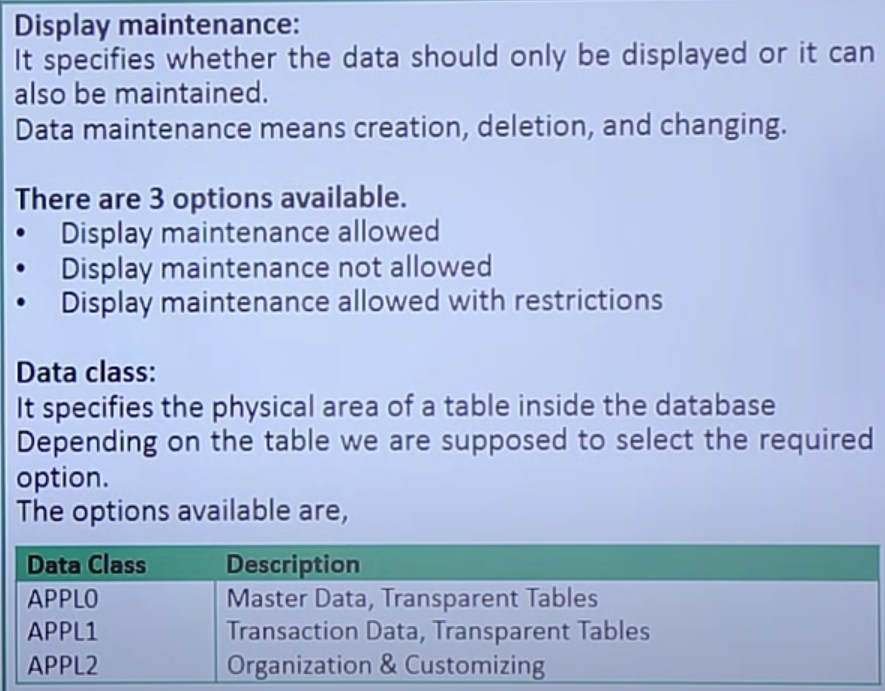 Display maintenance:
It specifies whether the data should only be displayed or it can
also be maintained.
Data maintenance means creation, deletion, and changing.
There are 3 options available.
• Display maintenance allowed
• Display maintenance not allowed
• Display maintenance allowed with restrictions
Data class:
It specifies the physical area of a table inside the database
Depending on the table we are supposed to select the required
option.
The options available are,
Data Class Description
APPL0 Master Data, Transparent Tables
APPL1 Transaction Data, Transparent Tables
APPL2 Organization & Customizing